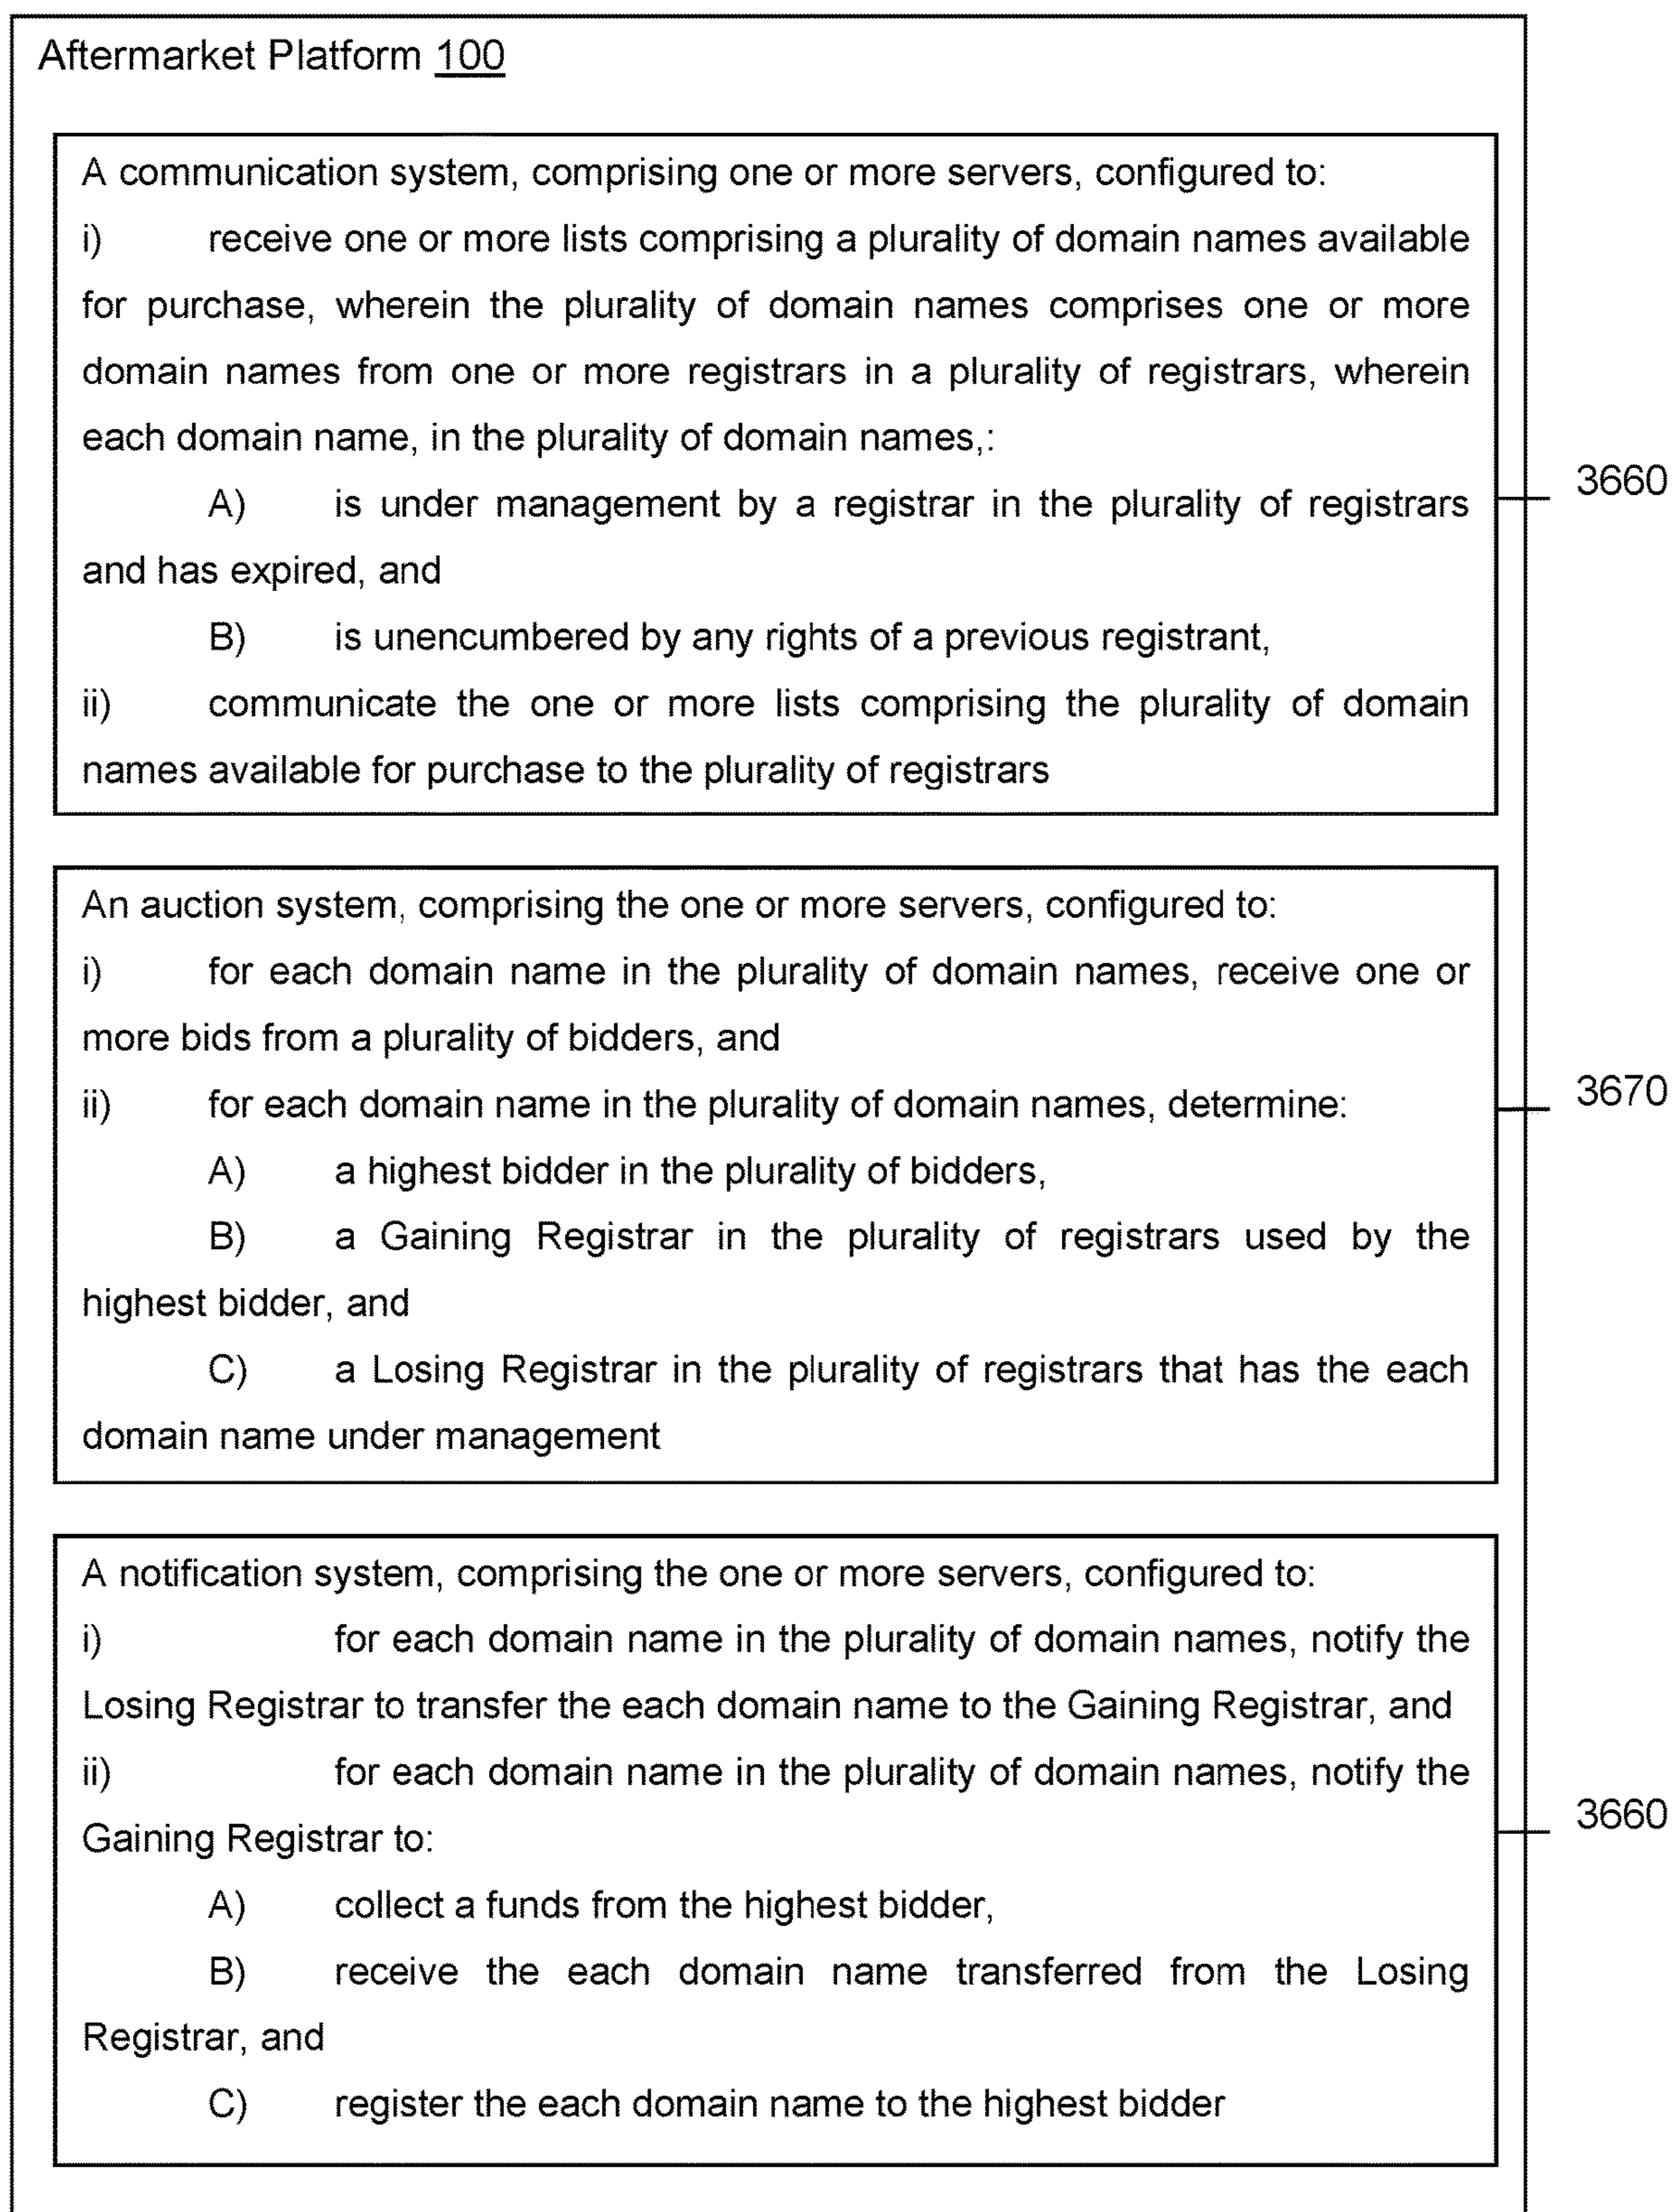 Aftermarket Platform 100
A communication system, comprising one or more servers, configured to:
i) receive one or more lists comprising a plurality of domain names available
for purchase, wherein the plurality of domain names comprises one or more
domain names from one or more registrars in a plurality of registrars, wherein
each domain name, in the plurality of domain names,:
A) is under management by a registrar in the plurality of registrars
and has expired, and
B) is unencumbered by any rights of a previous registrant,
ii) communicate the one or more lists comprising the plurality of domain
names available for purchase to the plurality of registrars
3660
An auction system, comprising the one or more servers, configured to:
i) for each domain name in the plurality of domain names, receive one or
more bids from a plurality of bidders, and
ii) for each domain name in the plurality of domain names, determine:
A) a highest bidder in the plurality of bidders,
B) a Gaining Registrar in the plurality of registrars used by the
highest bidder, and
C) a Losing Registrar in the plurality of registrars that has the each
domain name under management
3670
A notification system, comprising the one or more servers, configured to:
i) for each domain name in the plurality of domain names, notify the
Losing Registrar to transfer the each domain name to the Gaining Registrar, and
ii) for each domain name in the plurality of domain names, notify the
Gaining Registrar to:
A) collect a funds from the highest bidder,
B) receive the each domain name transferred from the Losing
Registrar, and
C) register the each domain name to the highest bidder
3660